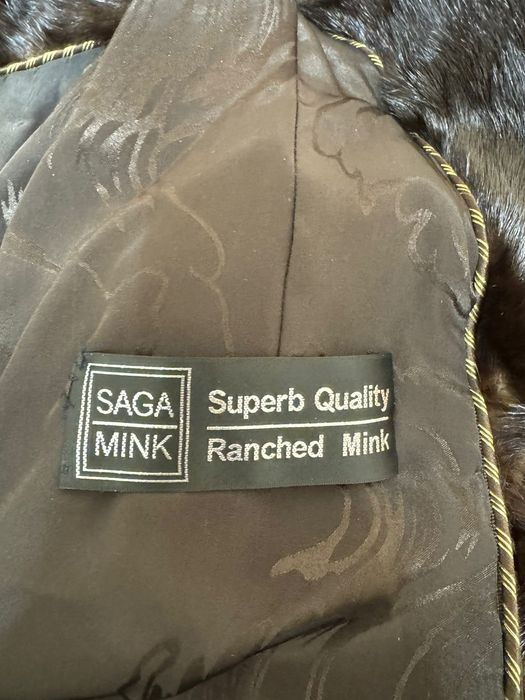 SAGA
MINK
Superb Quality
Ranched Mink